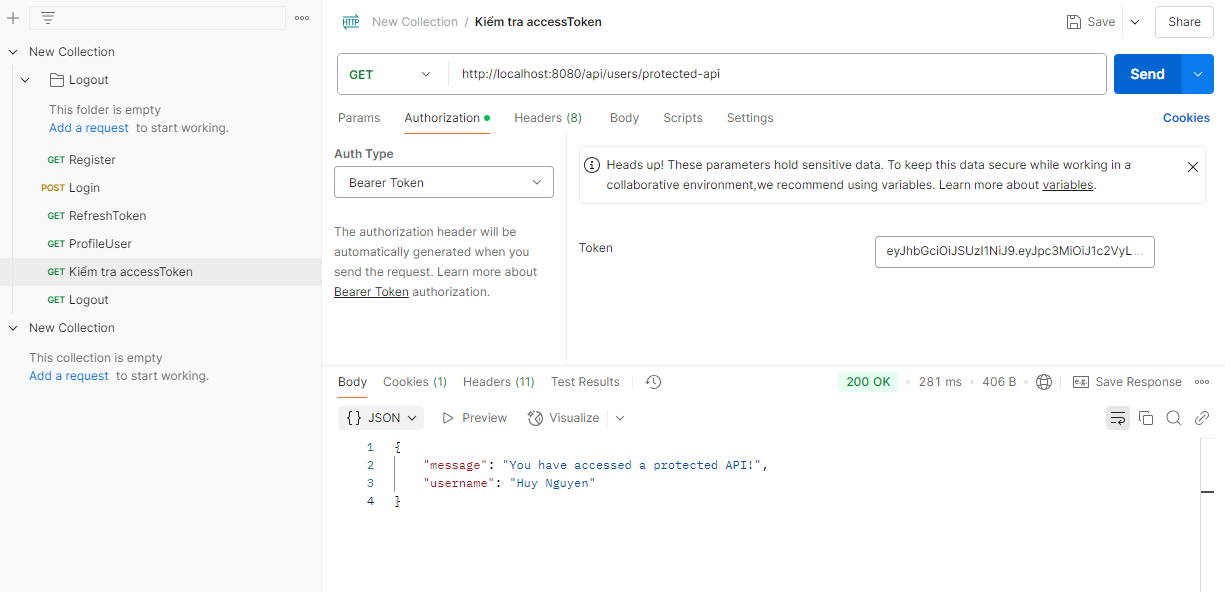 New Collection / Kiểm tra accessToken
Save
Share
New Collection
Logout
This folder is empty
Add a request to start working.
GET Register
POST Login
GET RefreshToken
GET ProfileUser
GET Kiểm tra accessToken
GET Logout
New Collection
This collection is empty
Add a request to start working.
GET http://localhost:8080/api/users/protected-api
Send
Params Authorization Headers (8) Body Scripts Settings Cookies
Auth Type
Bearer Token
The authorization header will be
automatically generated when you
send the request. Learn more about
Bearer Token authorization.
Heads up! These parameters hold sensitive data. To keep this data secure while working in a
collaborative environment,we recommend using variables. Learn more about variables.
Token
eyJhbGciOiJSUzI1NiJ9.eyJpc3MiOiJ1c2VyL ...
Body Cookies (1) Headers (11) Test Results
200 OK • 281 ms • 406 B • e.g. Save Response
{} JSON Preview Visualize
1 {
2 "message": "You have accessed a protected API!",
3 "username": "Huy Nguyen"
4 }